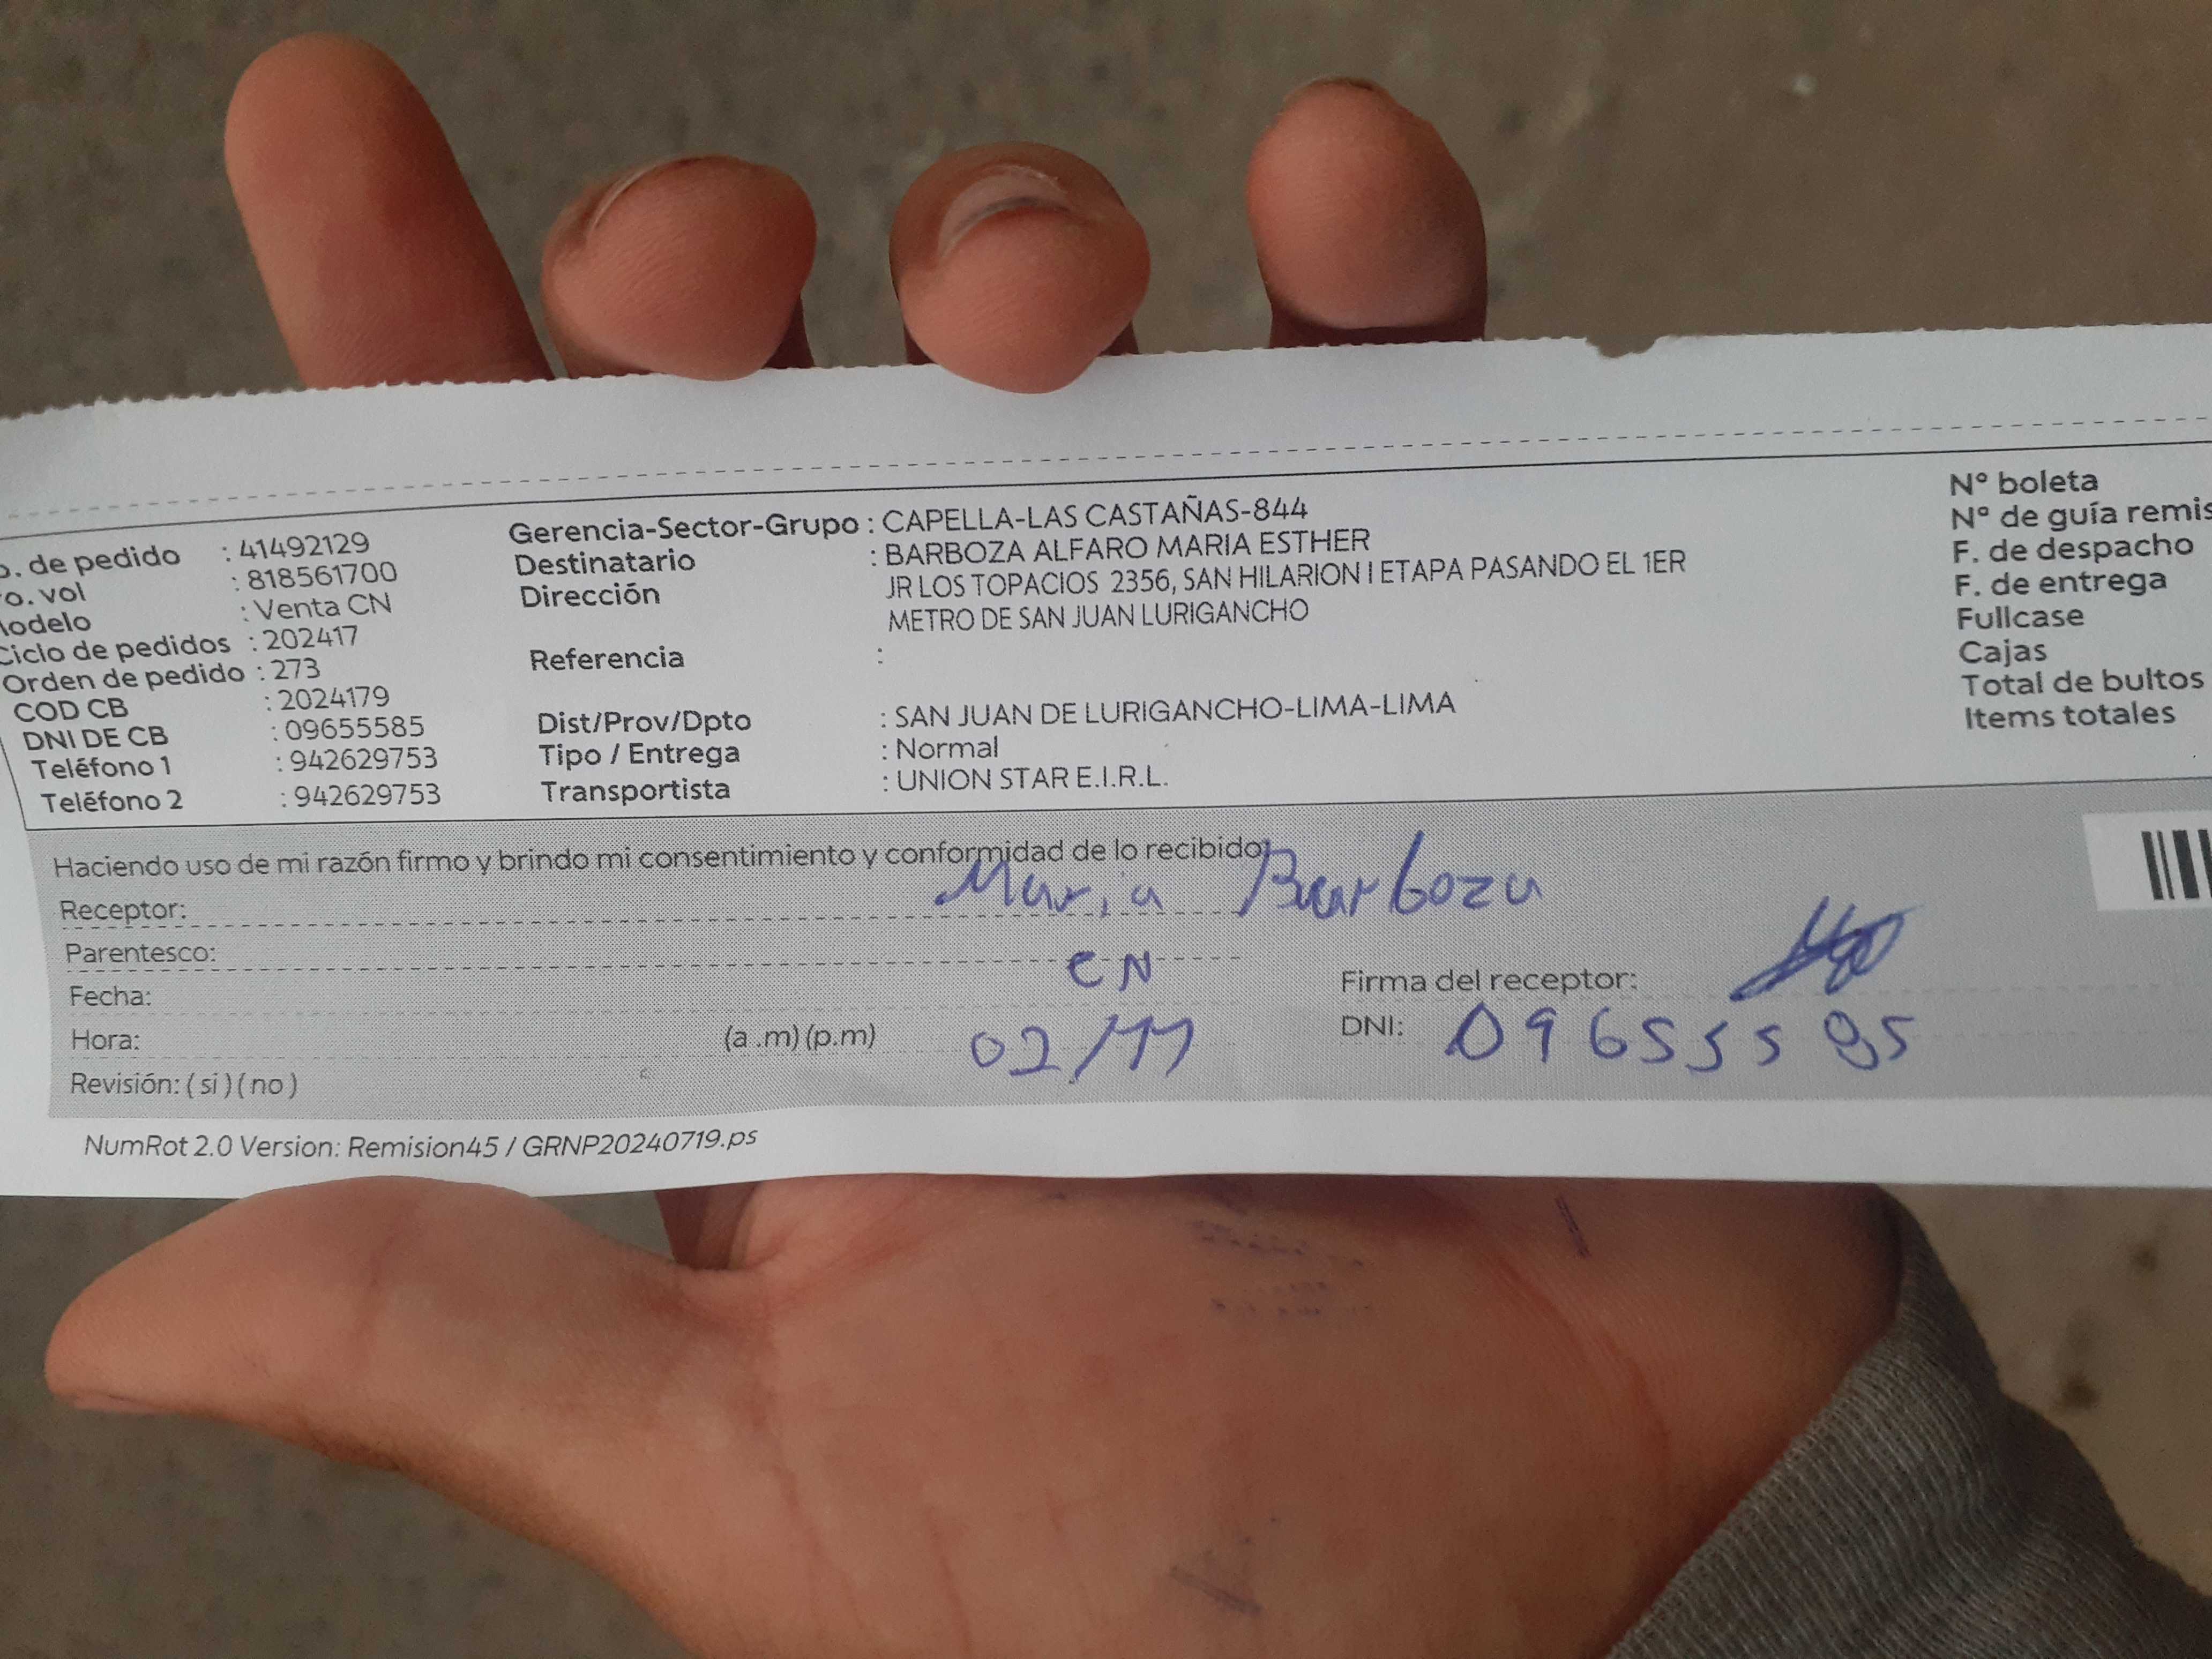 o. de pedido : 41492129
ro. vol : 818561700
Modelo : Venta CN
Ciclo de pedidos : 202417
Orden de pedido : 273
COD CB : 2024179
DNI DE CB : 09655585
Teléfono 1 : 942629753
Teléfono 2 : 942629753
Gerencia-Sector-Grupo : CAPELLA-LAS CASTAÑAS-844
Destinatario : BARBOZA ALFARO MARIA ESTHER
Dirección JR LOS TOPACIOS 2356, SAN HILARION I ETAPA PASANDO EL 1ER
METRO DE SAN JUAN LURIGANCHO
Referencia :
Dist/Prov/Dpto : SAN JUAN DE LURIGANCHO-LIMA-LIMA
Tipo / Entrega : Normal
Transportista : UNION STAR E.I.R.L.
Nº boleta
Nº de guía remis
F. de despacho
F. de entrega
Fullcase
Cajas
Total de bultos
Items totales
Haciendo uso de mi razón firmo y brindo mi consentimiento y conformidad de lo recibido:
Receptor: Maria Barboza
Parentesco: CN
Fecha:
Hora: (a .m) (p.m) 02/11
Revisión: ( si ) ( no )
Firma del receptor:
DNI: 09655585
NumRot 2.0 Version: Remision45 / GRNP20240719.ps